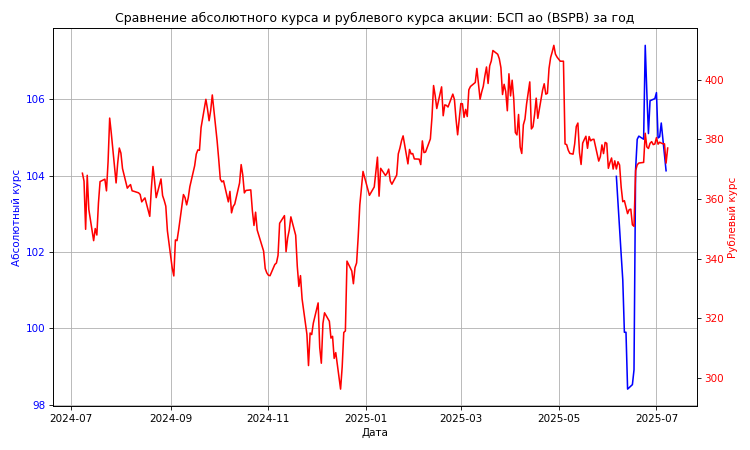 Сравнение абсолютного курса и рублевого курса акции: БСП ао (BSPB) за год
106
104
102
100
98
Абсолютный курс
400
380
360
340
320
300
Рублевый курс
2024-07 2024-09 2024-11 2025-01 2025-03 2025-05 2025-07
Дата